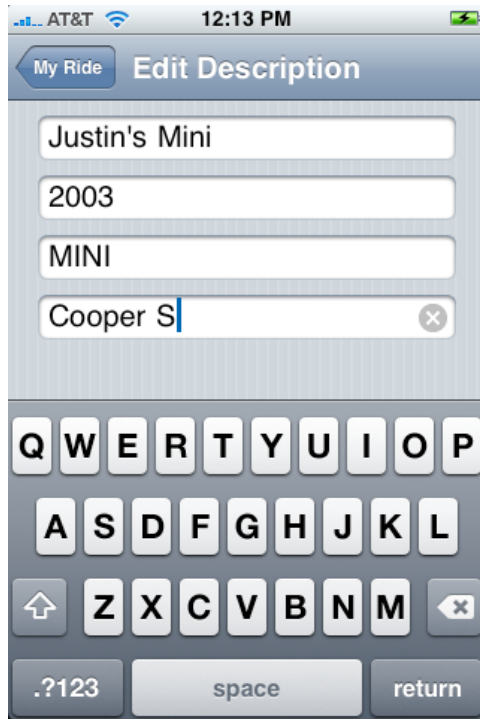 AT&T 12:13 PM
My Ride Edit Description
Justin's Mini
2003
MINI
Cooper S
Q W E R T Y U I O P
A S D F G H J K L
Z X C V B N M
.?123 space return